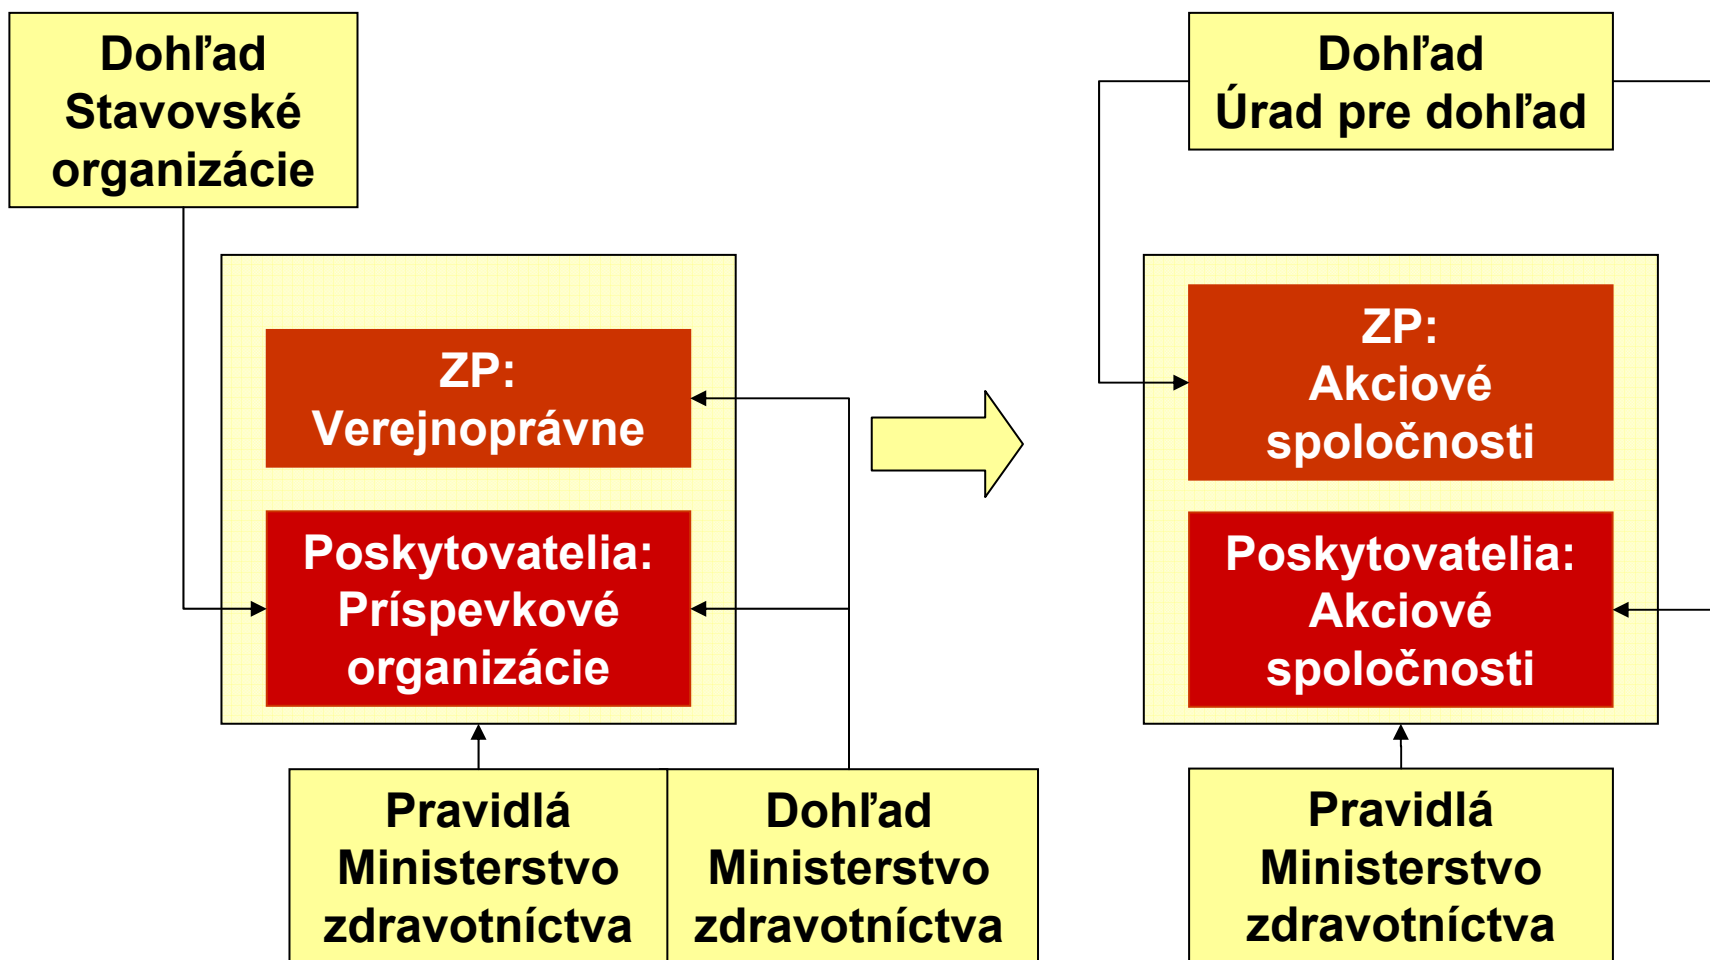 Dohľad
Stavovské
organizácie
ZP:
Verejnoprávne
Poskytovatelia:
Príspevkové
organizácie
Pravidlá
Ministerstvo
zdravotníctva
Dohľad
Ministerstvo
zdravotníctva
Dohľad
Úrad pre dohľad
ZP:
Akciové
spoločnosti
Poskytovatelia:
Akciové
spoločnosti
Pravidlá
Ministerstvo
zdravotníctva